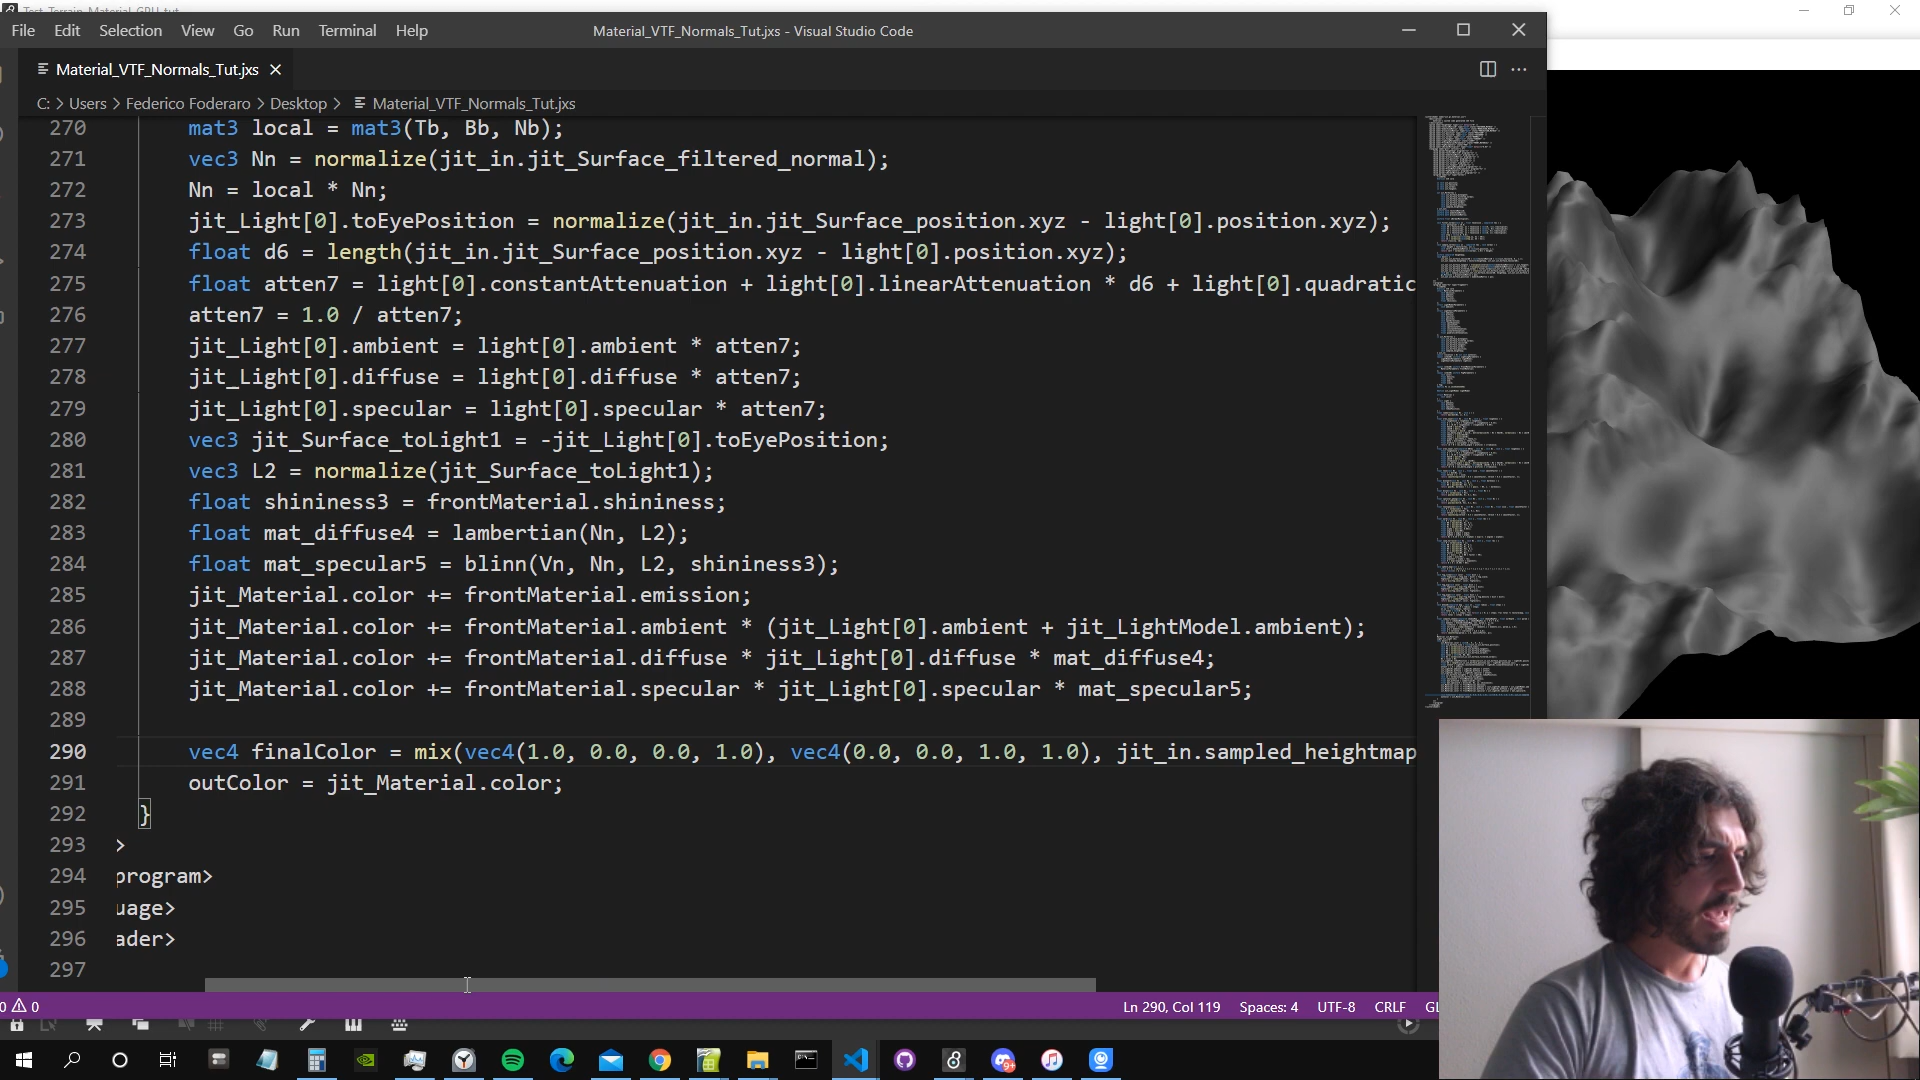 Test_Terrain_Material_GPU.tut
File Edit Selection View Go Run Terminal Help
Material_VTF_Normals_Tut.jxs - Visual Studio Code
Material_VTF_Normals_Tut.jxs
C: > Users > Federico Foderaro > Desktop > Material_VTF_Normals_Tut.jxs
270 mat3 local = mat3(Tb, Bb, Nb);
271 vec3 Nn = normalize(jit_in.jit_Surface_filtered_normal);
272 Nn = local * Nn;
273 jit_Light[0].toEyePosition = normalize(jit_in.jit_Surface_position.xyz - light[0].position.xyz);
274 float d6 = length(jit_in.jit_Surface_position.xyz - light[0].position.xyz);
275 float atten7 = light[0].constantAttenuation + light[0].linearAttenuation * d6 + light[0].quadratic
276 atten7 = 1.0 / atten7;
277 jit_Light[0].ambient = light[0].ambient * atten7;
278 jit_Light[0].diffuse = light[0].diffuse * atten7;
279 jit_Light[0].specular = light[0].specular * atten7;
280 vec3 jit_Surface_toLight1 = -jit_Light[0].toEyePosition;
281 vec3 L2 = normalize(jit_Surface_toLight1);
282 float shininess3 = frontMaterial.shininess;
283 float mat_diffuse4 = lambertian(Nn, L2);
284 float mat_specular5 = blinn(Vn, Nn, L2, shininess3);
285 jit_Material.color += frontMaterial.emission;
286 jit_Material.color += frontMaterial.ambient * (jit_Light[0].ambient + jit_LightModel.ambient);
287 jit_Material.color += frontMaterial.diffuse * jit_Light[0].diffuse * mat_diffuse4;
288 jit_Material.color += frontMaterial.specular * jit_Light[0].specular * mat_specular5;
289
290 vec4 finalColor = mix(vec4(1.0, 0.0, 0.0, 1.0), vec4(0.0, 0.0, 1.0, 1.0), jit_in.sampled_heightmap
291 outColor = jit_Material.color;
292 }
293 >
294 program>
295 uage>
296 ader>
297
0 0 Ln 290, Col 119 Spaces: 4 UTF-8 CRLF GL